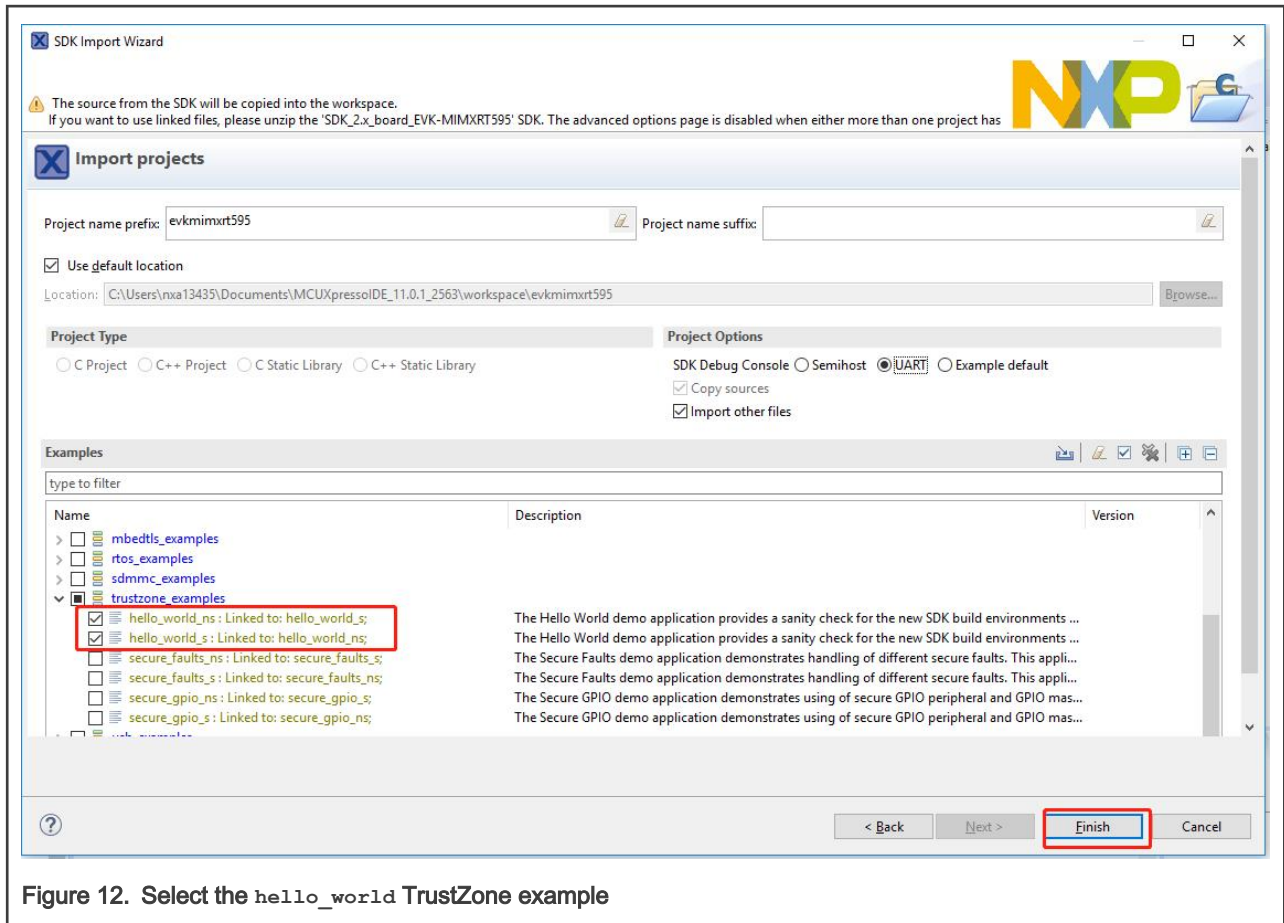 SDK Import Wizard
The source from the SDK will be copied into the workspace.
If you want to use linked files, please unzip the 'SDK_2.x_board_EVK-MIMXRT595' SDK. The advanced options page is disabled when either more than one project has
NXP
Import projects
Project name prefix: evkmimxrt595 Project name suffix:
Use default location
Location: C:\Users\nxa13435\Documents\MCUXpressoIDE_11.0.1_2563\workspace\evkmimxrt595 Browse...
Project Type Project Options
C Project C++ Project C Static Library C++ Static Library SDK Debug Console Semihost UART Example default
Copy sources
Import other files
Examples
type to filter
Name Description Version
mbedtls_examples
rtos_examples
sdmmc_examples
trustzone_examples
hello_world_ns : Linked to: hello_world_s; The Hello World demo application provides a sanity check for the new SDK build environments ...
hello_world_s : Linked to: hello_world_ns; The Hello World demo application provides a sanity check for the new SDK build environments ...
secure_faults_ns : Linked to: secure_faults_s; The Secure Faults demo application demonstrates handling of different secure faults. This appli...
secure_faults_s : Linked to: secure_faults_ns; The Secure Faults demo application demonstrates handling of different secure faults. This appli...
secure_gpio_ns : Linked to: secure_gpio_s; The Secure GPIO demo application demonstrates using of secure GPIO peripheral and GPIO mas...
secure_gpio_s : Linked to: secure_gpio_ns; The Secure GPIO demo application demonstrates using of secure GPIO peripheral and GPIO mas...
< Back Next > Finish Cancel
Figure 12. Select the hello_world TrustZone example